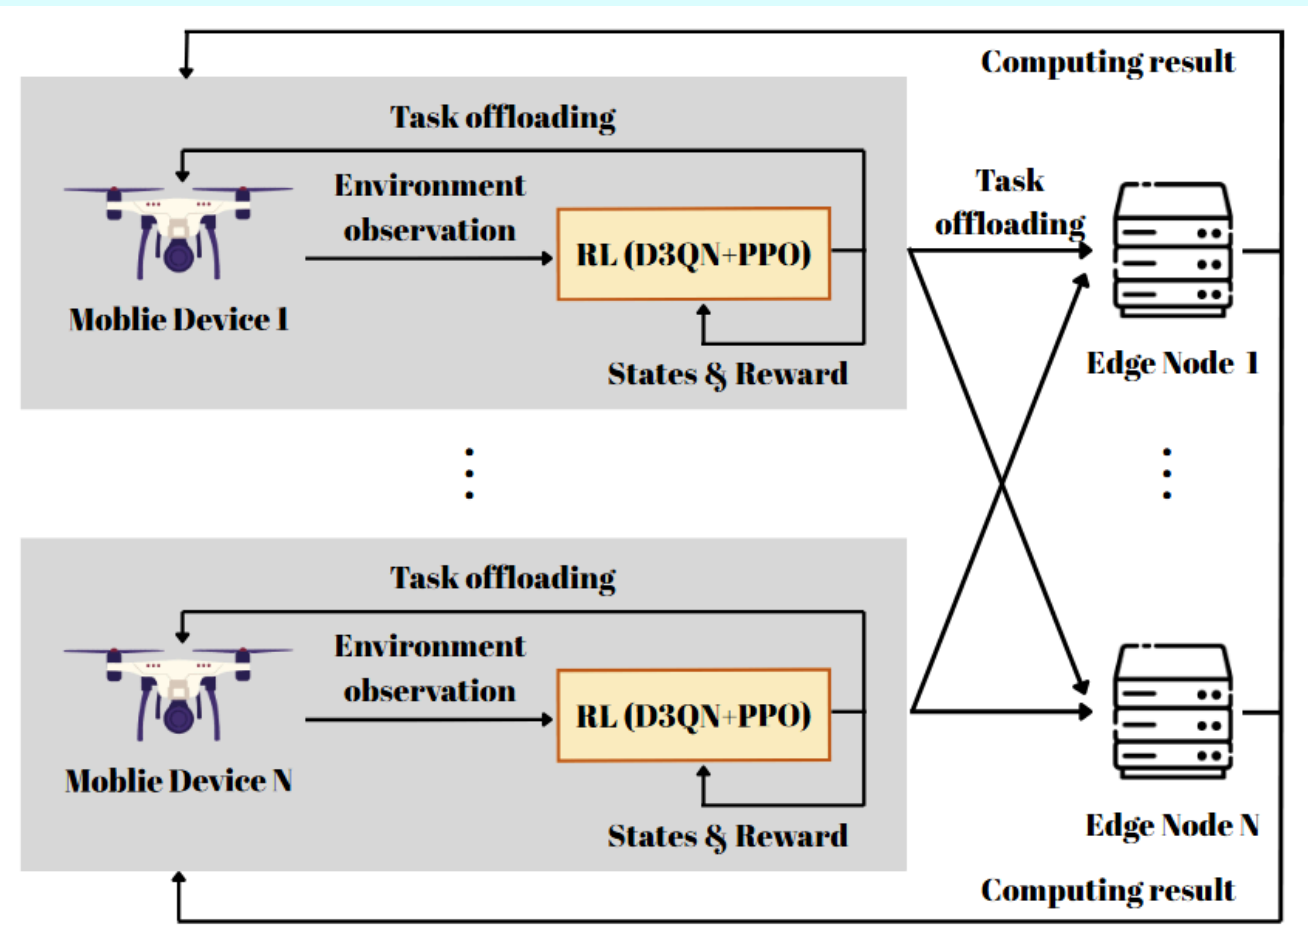 Computing result
Task offloading
Environment
observation
RL (D3QN+PPO)
Moblie Device 1
States & Reward
Task
offloading
Edge Node 1
Task offloading
Environment
observation
RL (D3QN+PPO)
Moblie Device N
States & Reward
Edge Node N
Computing result